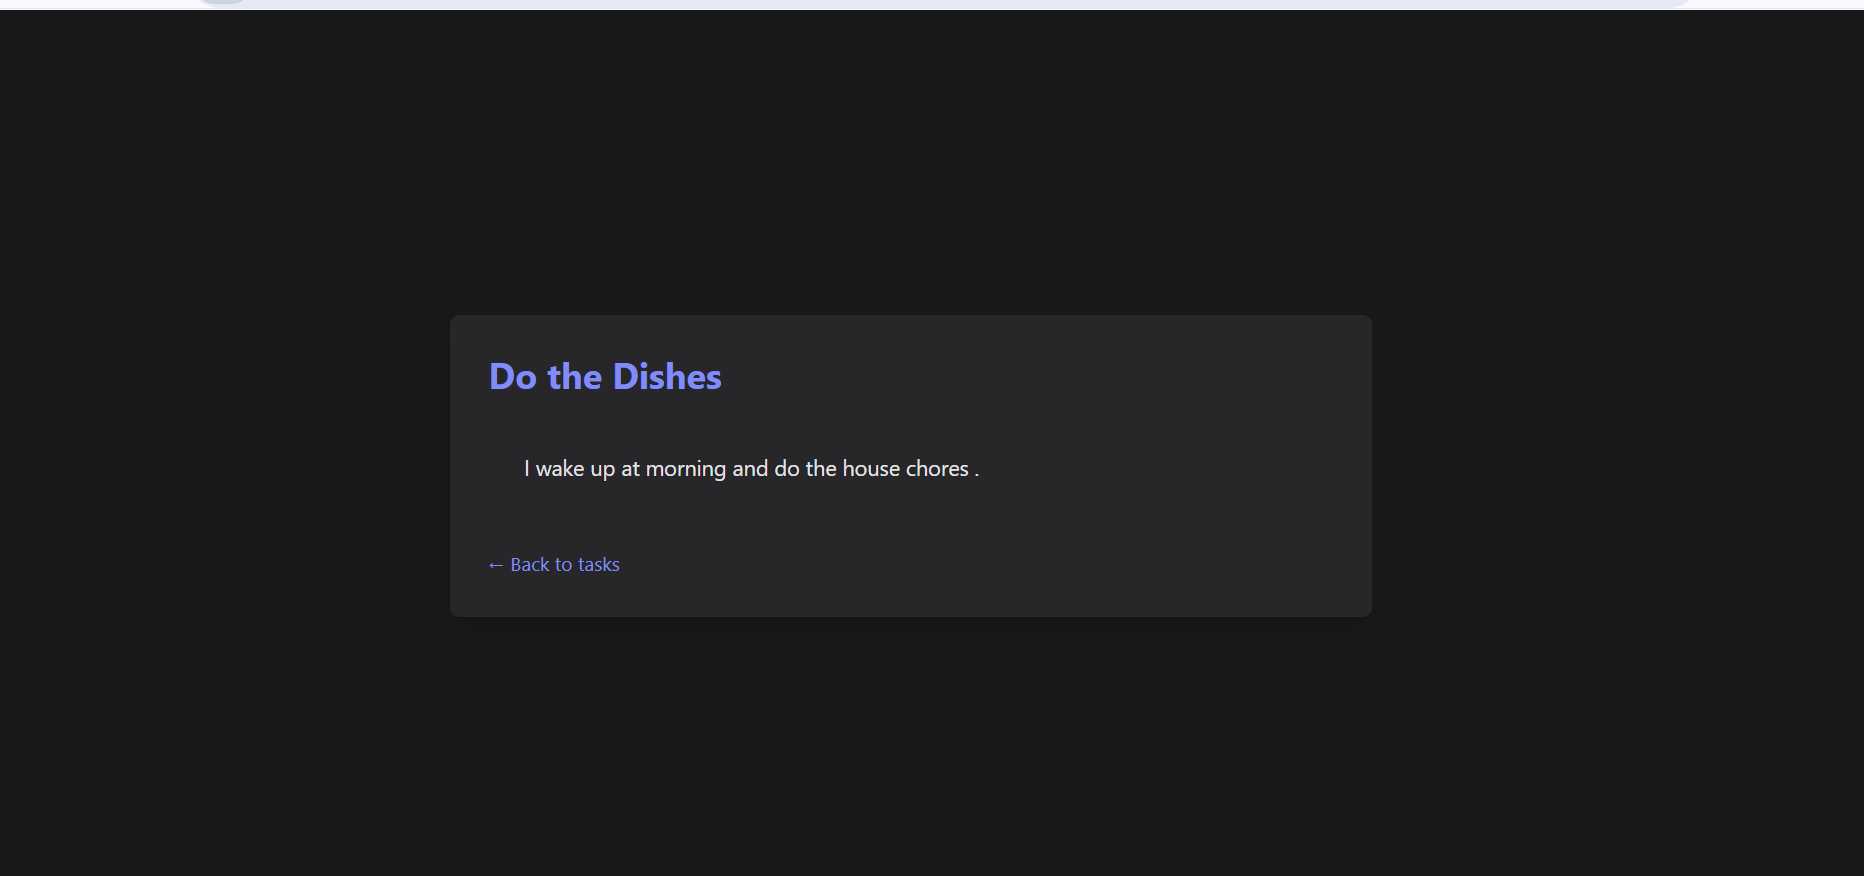 Do the Dishes
I wake up at morning and do the house chores .
← Back to tasks